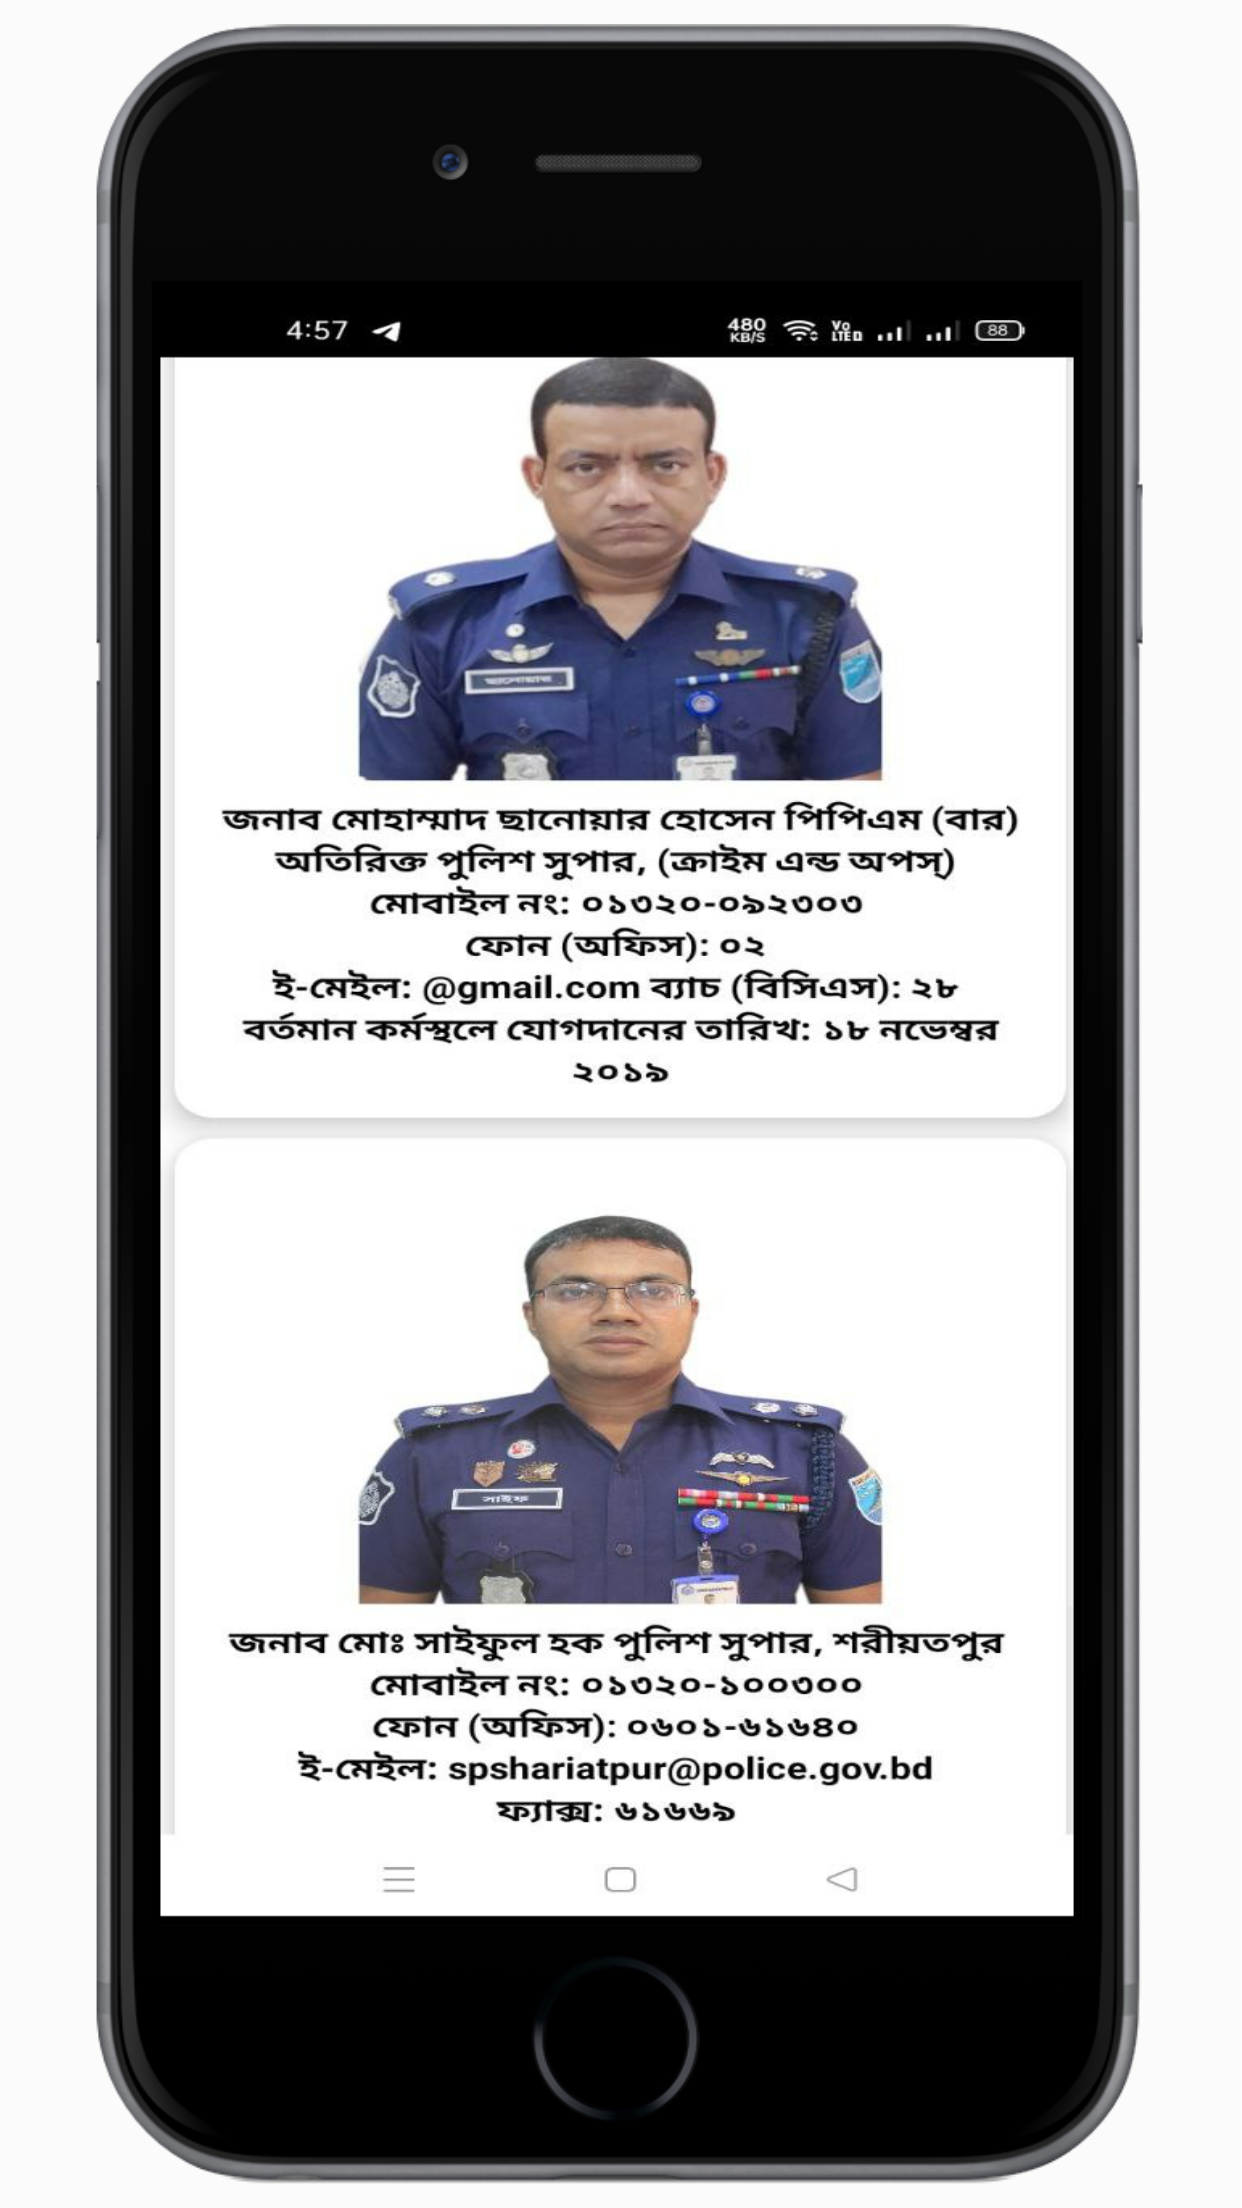 4:57
480 KB/S
Vo LTED
88
ছানোয়ার
জনাব মোহাম্মাদ ছানোয়ার হোসেন পিপিএম (বার)
অতিরিক্ত পুলিশ সুপার, (ক্রাইম এন্ড অপস্)
মোবাইল নং: ০১৩২০-০৯২৩০৩
ফোন (অফিস): ০২
ই-মেইল: @gmail.com ব্যাচ (বিসিএস): ২৮
বর্তমান কর্মস্থলে যোগদানের তারিখ: ১৮ নভেম্বর
২০১৯
সাইফ
জনাব মোঃ সাইফুল হক পুলিশ সুপার, শরীয়তপুর
মোবাইল নং: ০১৩২০-১০০৩০০
ফোন (অফিস): ০৬০১-৬১৬৪০
ই-মেইল: spshariatpur@police.gov.bd
ফ্যাক্স: ৬১৬৬৯